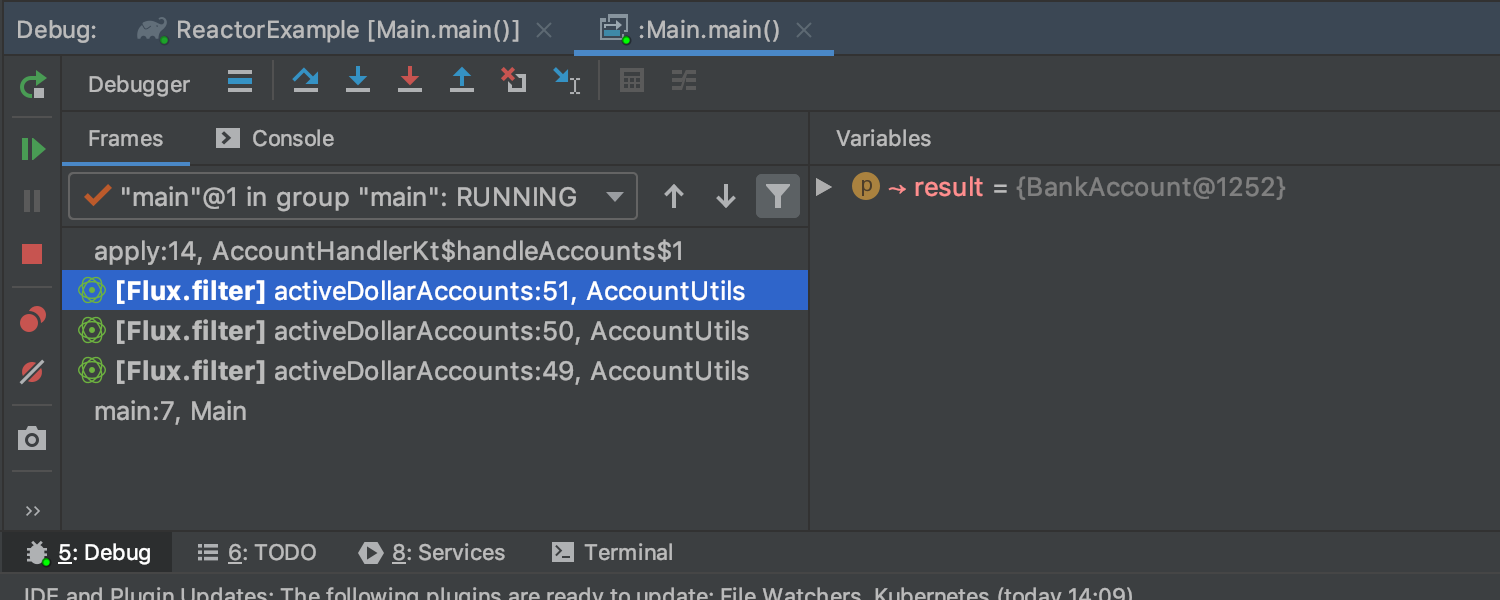 Debug: ReactorExample [Main.main()] :Main.main()
Debugger
Frames Console Variables
"main"@1 in group "main": RUNNING
p result = {BankAccount@1252}
apply:14, AccountHandlerKt$handleAccounts$1
[Flux.filter] activeDollarAccounts:51, AccountUtils
[Flux.filter] activeDollarAccounts:50, AccountUtils
[Flux.filter] activeDollarAccounts:49, AccountUtils
main:7, Main
5: Debug 6: TODO 8: Services Terminal
IDE and Plugin Updates: The following plugins are ready to update: File Watchers, Kubernetes (today 14:09)